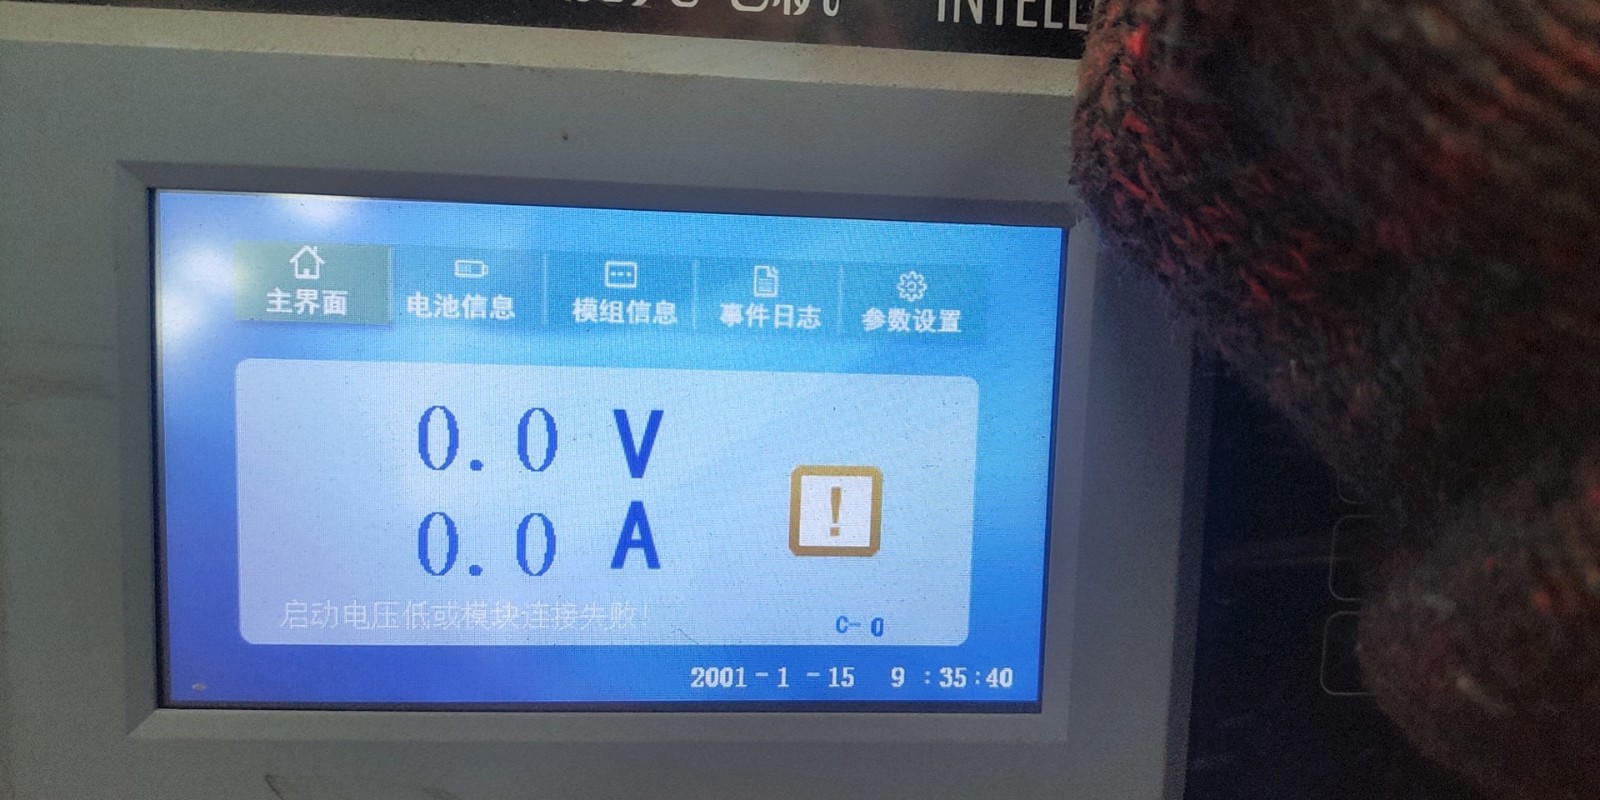 INTELL
主界面 电池信息 模组信息 事件日志 参数设置
0.0 V
0.0 A
!
启动电压低或模块连接失败!
C- 0
2001-1-15 9:35:40